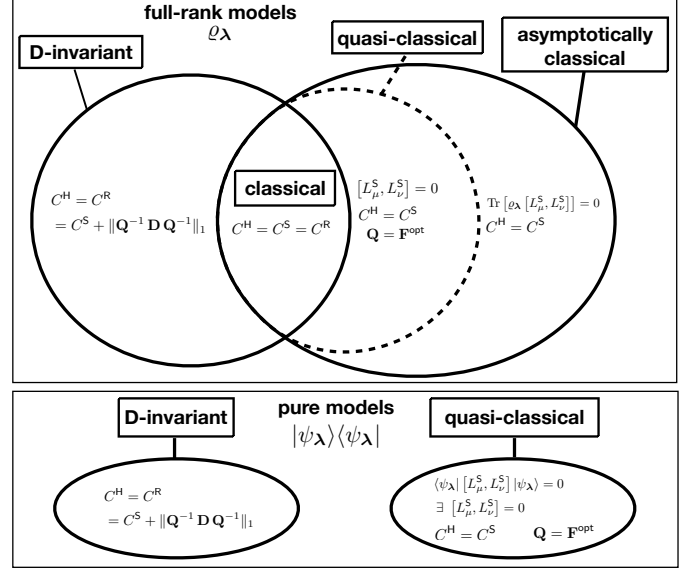 full-rank models
ϱ_λ
D-invariant
quasi-classical
asymptotically
classical
C^H = C^R
= C^S + ‖Q^{-1} D Q^{-1}‖_1
classical
C^H = C^S = C^R
[L^S_μ, L^S_ν] = 0
C^H = C^S
Q = F^opt
Tr [ϱ_λ [L^S_μ, L^S_ν]] = 0
C^H = C^S
D-invariant
pure models
|ψ_λ⟩⟨ψ_λ|
quasi-classical
C^H = C^R
= C^S + ‖Q^{-1} D Q^{-1}‖_1
⟨ψ_λ| [L^S_μ, L^S_ν] |ψ_λ⟩ = 0
∃ [L^S_μ, L^S_ν] = 0
C^H = C^S Q = F^opt